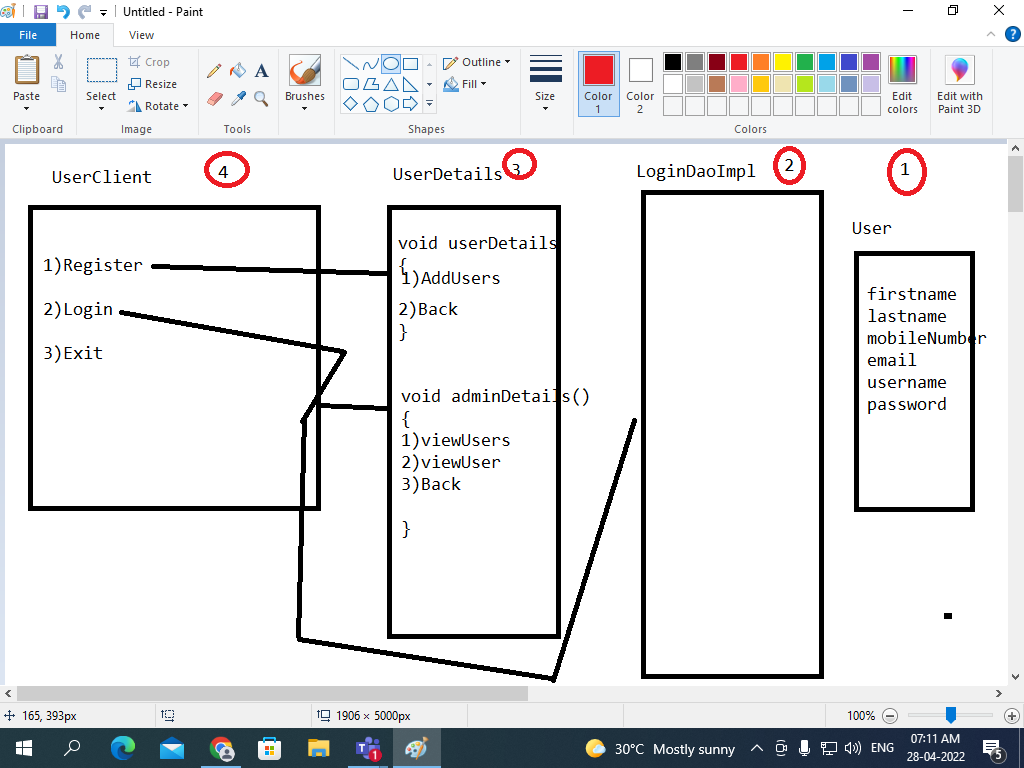 Untitled - Paint
File
Home
View
Paste
Clipboard
Select
Crop
Resize
Rotate
Image
A
Tools
Brushes
Shapes
Outline
Fill
Size
Color 1
Color 2
Colors
Edit colors
Edit with Paint 3D
?
UserClient
4
1)Register
2)Login
3)Exit
UserDetails
3
void userDetails
{
1)AddUsers
2)Back
}
void adminDetails()
{
1)viewUsers
2)viewUser
3)Back
}
LoginDaoImpl
2
1
User
firstname
lastname
mobileNumber
email
username
password
165, 393px
1906 × 5000px
100%
1
30°C Mostly sunny
ENG
07:11 AM
28-04-2022
5